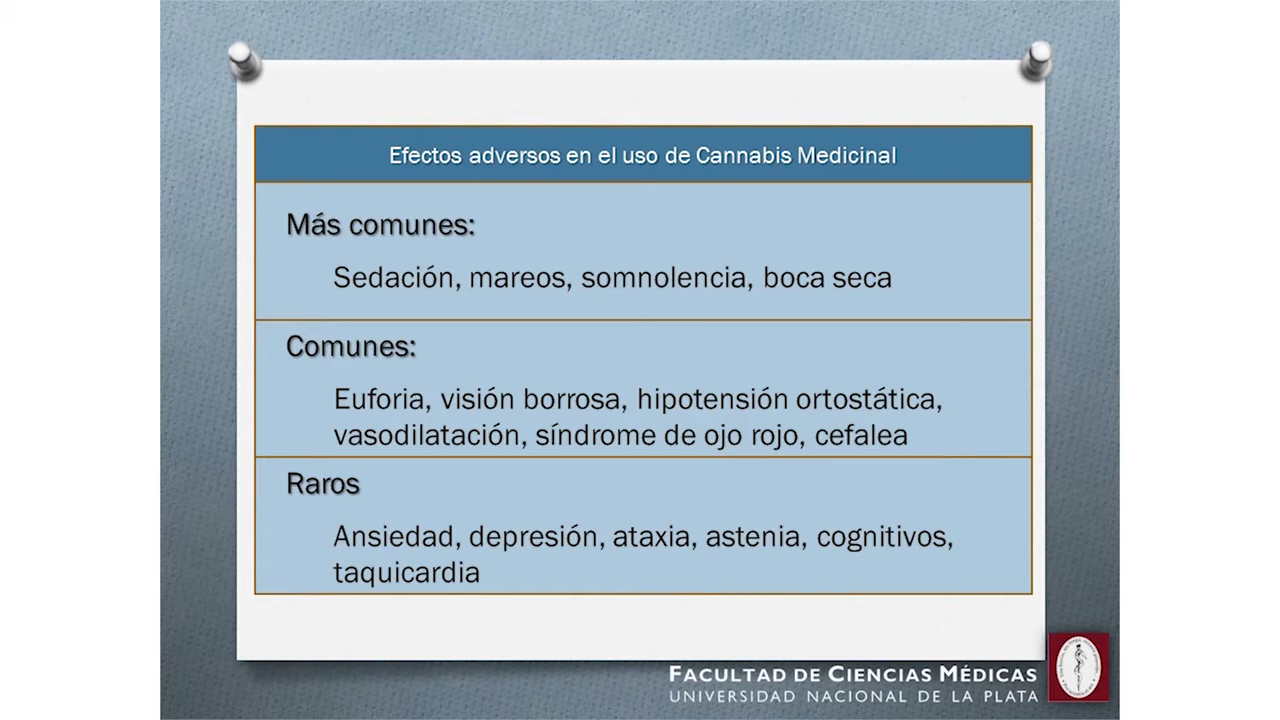 Efectos adversos en el uso de Cannabis Medicinal
Más comunes:
Sedación, mareos, somnolencia, boca seca
Comunes:
Euforia, visión borrosa, hipotensión ortostática,
vasodilatación, síndrome de ojo rojo, cefalea
Raros
Ansiedad, depresión, ataxia, astenia, cognitivos,
taquicardia
FACULTAD DE CIENCIAS MÉDICAS
UNIVERSIDAD NACIONAL DE LA PLATA